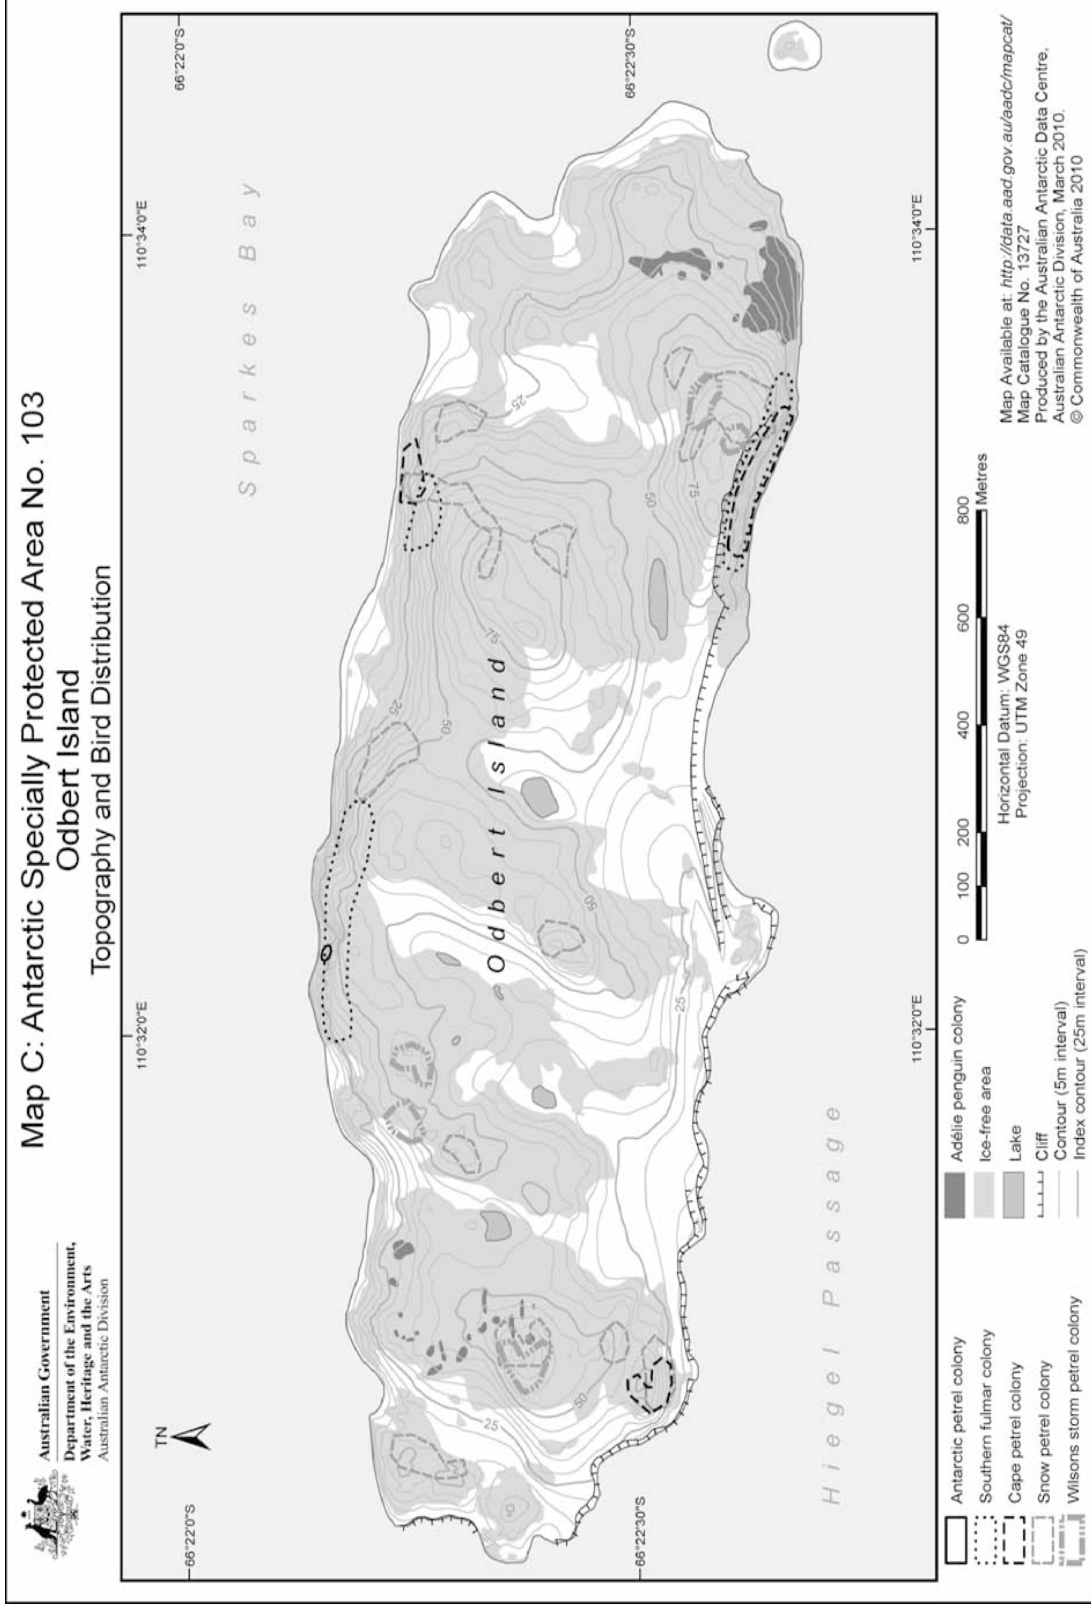 Australian Government
Department of the Environment,
Water, Heritage and the Arts
Australian Antarctic Division
Map C: Antarctic Specially Protected Area No. 103
Odbert Island
Topography and Bird Distribution
TN
110°32'0"E
110°34'0"E
66°22'0"S
66°22'0"S
Sparkes Bay
25
50
75
25
Odbert Island
50
50
75
25
50
25
66°22'30"S
66°22'30"S
Hiegel Passage
110°32'0"E
110°34'0"E
Antarctic petrel colony
Southern fulmar colony
Cape petrel colony
Snow petrel colony
Wilsons storm petrel colony
Adélie penguin colony
Ice-free area
Lake
Cliff
Contour (5m interval)
Index contour (25m interval)
0 100 200 400 600 800
Metres
Horizontal Datum: WGS84
Projection: UTM Zone 49
Map Available at: http://data.aad.gov.au/aadc/mapcat/
Map Catalogue No. 13727
Produced by the Australian Antarctic Data Centre,
Australian Antarctic Division, March 2010.
© Commonwealth of Australia 2010